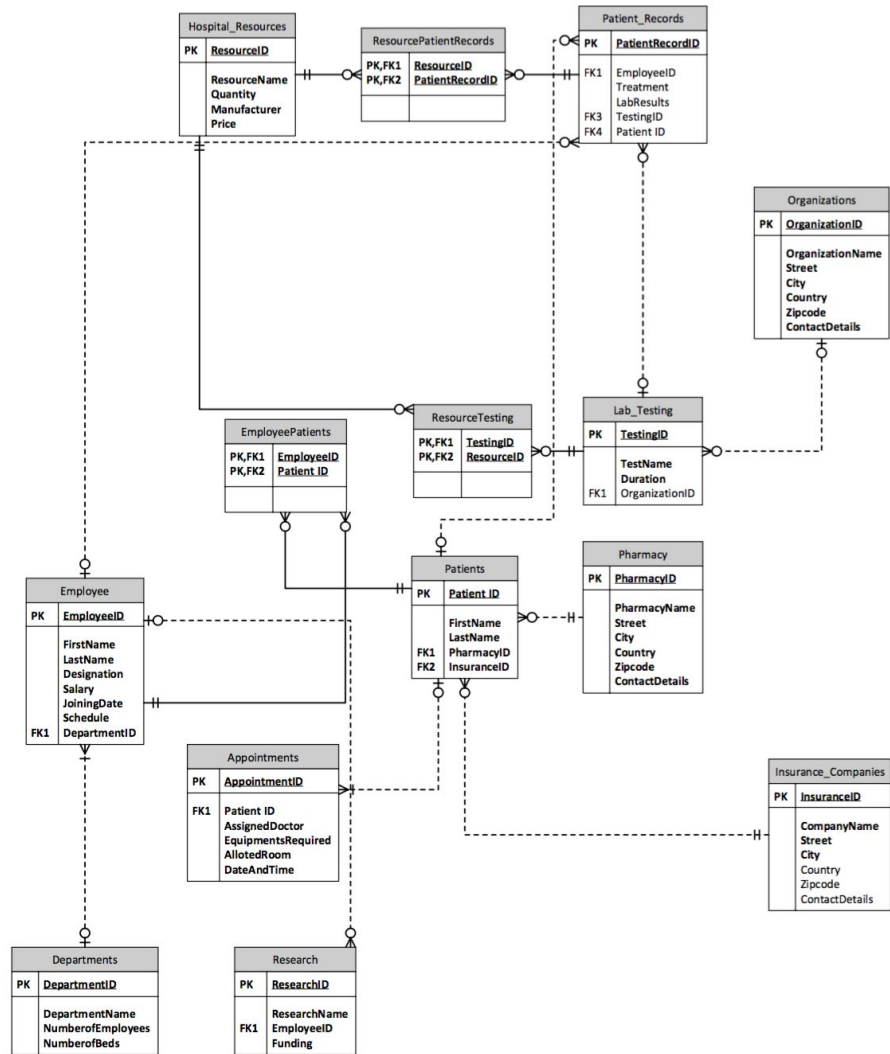 Hospital_Resources
PK ResourceID
ResourceName
Quantity
Manufacturer
Price
ResourcePatientRecords
PK,FK1 ResourceID
PK,FK2 PatientRecordID
Patient_Records
PK PatientRecordID
FK1 EmployeeID
Treatment
LabResults
FK3 TestingID
FK4 Patient ID
Organizations
PK OrganizationID
OrganizationName
Street
City
Country
Zipcode
ContactDetails
EmployeePatients
PK,FK1 EmployeeID
PK,FK2 Patient ID
ResourceTesting
PK,FK1 TestingID
PK,FK2 ResourceID
Lab_Testing
PK TestingID
TestName
Duration
FK1 OrganizationID
Employee
PK EmployeeID
FirstName
LastName
Designation
Salary
JoiningDate
Schedule
FK1 DepartmentID
Patients
PK Patient ID
FirstName
LastName
FK1 PharmacyID
FK2 InsuranceID
Pharmacy
PK PharmacyID
PharmacyName
Street
City
Country
Zipcode
ContactDetails
Appointments
PK AppointmentID
FK1 Patient ID
AssignedDoctor
EquipmentsRequired
AllotedRoom
DateAndTime
Insurance_Companies
PK InsuranceID
CompanyName
Street
City
Country
Zipcode
ContactDetails
Departments
PK DepartmentID
DepartmentName
NumberofEmployees
NumberofBeds
Research
PK ResearchID
ResearchName
FK1 EmployeeID
Funding